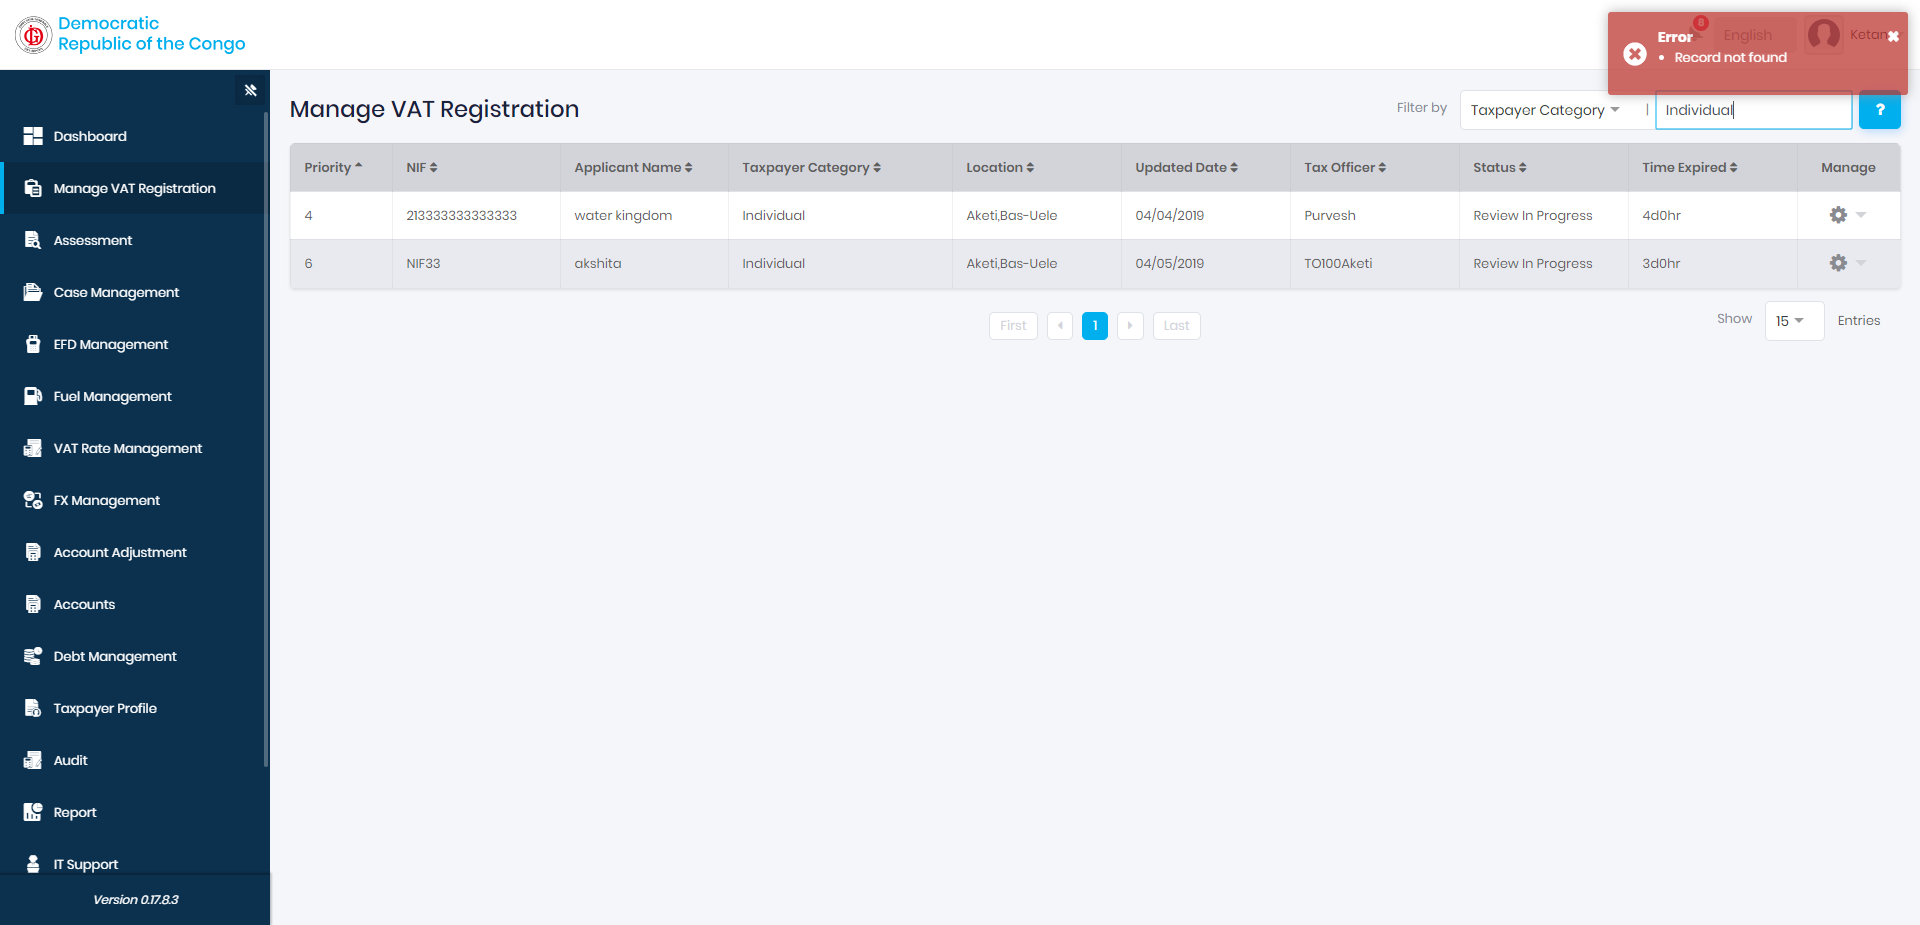 Democratic
Republic of the Congo
8
English
Ketan
Error
Record not found
Dashboard
Manage VAT Registration
Assessment
Case Management
EFD Management
Fuel Management
VAT Rate Management
FX Management
Account Adjustment
Accounts
Debt Management
Taxpayer Profile
Audit
Report
IT Support
Version 0.17.8.3
Manage VAT Registration
Filter by
Taxpayer Category
|
Individual
?
Priority NIF Applicant Name Taxpayer Category Location Updated Date Tax Officer Status Time Expired Manage
4 213333333333333 water kingdom Individual Aketi,Bas-Uele 04/04/2019 Purvesh Review In Progress 4d0hr
6 NIF33 akshita Individual Aketi,Bas-Uele 04/05/2019 TO100Aketi Review In Progress 3d0hr
First 1 Last
Show 15 Entries